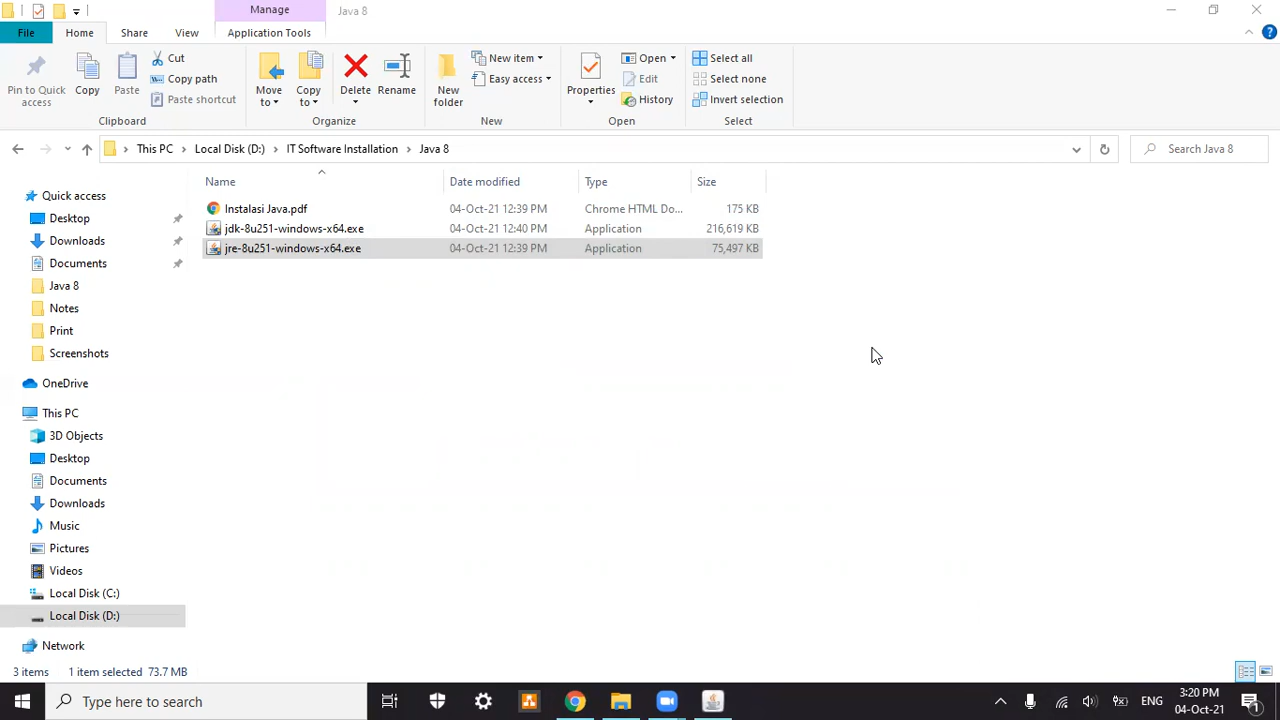 Manage
Java 8
File
Home
Share
View
Application Tools
Pin to Quick access
Copy
Paste
Cut
Copy path
Paste shortcut
Clipboard
Move to
Copy to
Delete
Rename
Organize
New folder
New item
Easy access
New
Properties
Open
Edit
History
Open
Select all
Select none
Invert selection
Select
This PC
Local Disk (D:)
IT Software Installation
Java 8
Search Java 8
Name
Date modified
Type
Size
Instalasi Java.pdf 04-Oct-21 12:39 PM Chrome HTML Do... 175 KB
jdk-8u251-windows-x64.exe 04-Oct-21 12:40 PM Application 216,619 KB
jre-8u251-windows-x64.exe 04-Oct-21 12:39 PM Application 75,497 KB
Quick access
Desktop
Downloads
Documents
Java 8
Notes
Print
Screenshots
OneDrive
This PC
3D Objects
Desktop
Documents
Downloads
Music
Pictures
Videos
Local Disk (C:)
Local Disk (D:)
Network
3 items 1 item selected 73.7 MB
Type here to search
ENG
3:20 PM
04-Oct-21
1